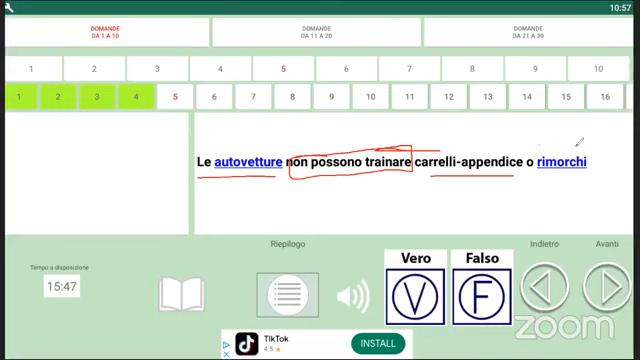 10:57
DOMANDE
DA 1 A 10
DOMANDE
DA 11 A 20
DOMANDE
DA 21 A 30
1 2 3 4 5 6 7 8 9 10
1 2 3 4 5 6 7 8 9 10 11 12 13 14 15 16
Le autovetture non possono trainare carrelli-appendice o rimorchi
Riepilogo
Vero
Falso
Indietro
Avanti
Tempo a disposizione
15:47
V
F
zoom
TikTok
4.5 ★
INSTALL